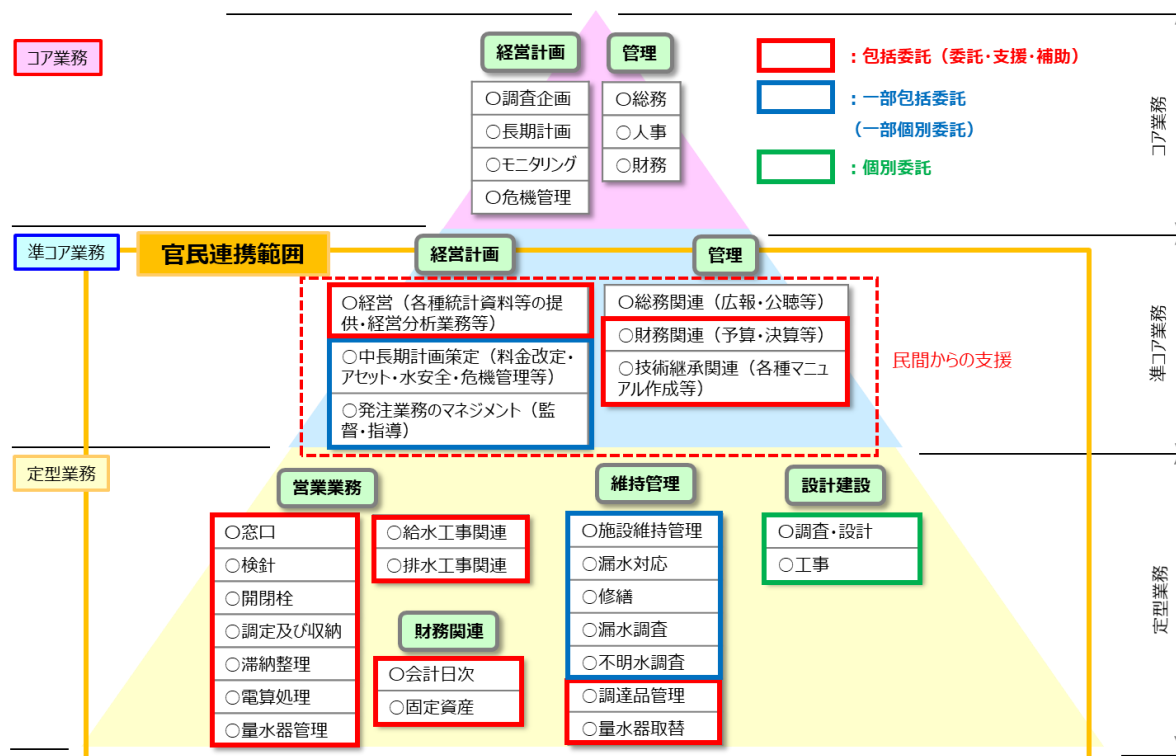 コア業務
経営計画
○調査企画
○長期計画
○モニタリング
○危機管理
管理
○総務
○人事
○財務
：包括委託（委託・支援・補助）
：一部包括委託
（一部個別委託）
：個別委託
コア業務
準コア業務
官民連携範囲
経営計画
○経営（各種統計資料等の提
供・経営分析業務等）
○中長期計画策定（料金改定・
アセット・水安全・危機管理等）
○発注業務のマネジメント（監
督・指導）
管理
○総務関連（広報・公聴等）
○財務関連（予算・決算等）
○技術継承関連（各種マニュ
アル作成等）
民間からの支援
準コア業務
定型業務
営業業務
○窓口
○検針
○開閉栓
○調定及び収納
○滞納整理
○電算処理
○量水器管理
○給水工事関連
○排水工事関連
財務関連
○会計日次
○固定資産
維持管理
○施設維持管理
○漏水対応
○修繕
○漏水調査
○不明水調査
○調達品管理
○量水器取替
設計建設
○調査・設計
○工事
定型業務